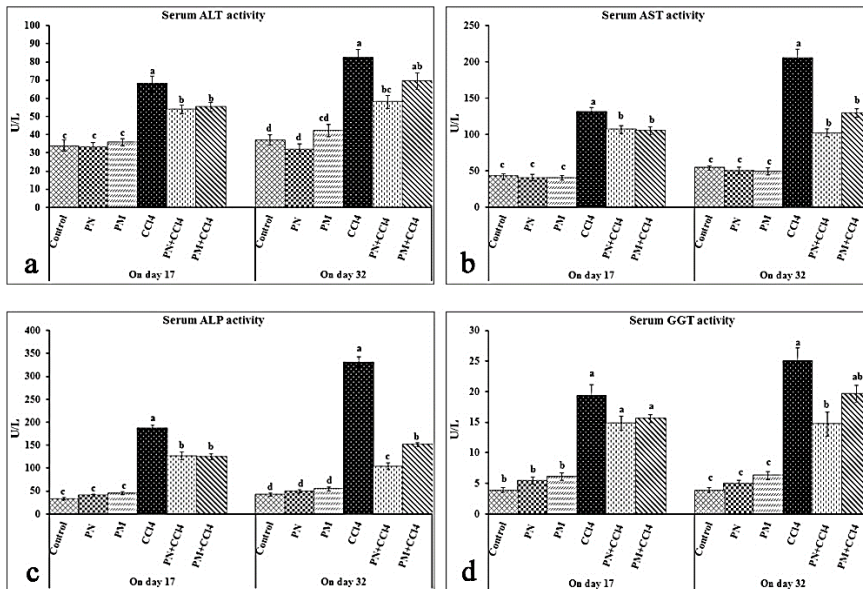 Serum ALT activity
100
90
80
70
60
50
40
30
20
10
0
U/L
c c c a b b d d cd a bc ab
Control PN PM CCl4 PN+CCl4 PM+CCl4 Control PN PM CCl4 PN+CCl4 PM+CCl4
On day 17 On day 32
a
Serum AST activity
250
200
150
100
50
0
U/L
c c c a b b c c c a c b
Control PN PM CCl4 PN+CCl4 PM+CCl4 Control PN PM CCl4 PN+CCl4 PM+CCl4
On day 17 On day 32
b
Serum ALP activity
400
350
300
250
200
150
100
50
0
U/L
c c c a b b d d d a c b
Control PN PM CCl4 PN+CCl4 PM+CCl4 Control PN PM CCl4 PN+CCl4 PM+CCl4
On day 17 On day 32
c
Serum GGT activity
30
25
20
15
10
5
0
U/L
b b b a a a c c c a b ab
Control PN PM CCl4 PN+CCl4 PM+CCl4 Control PN PM CCl4 PN+CCl4 PM+CCl4
On day 17 On day 32
d